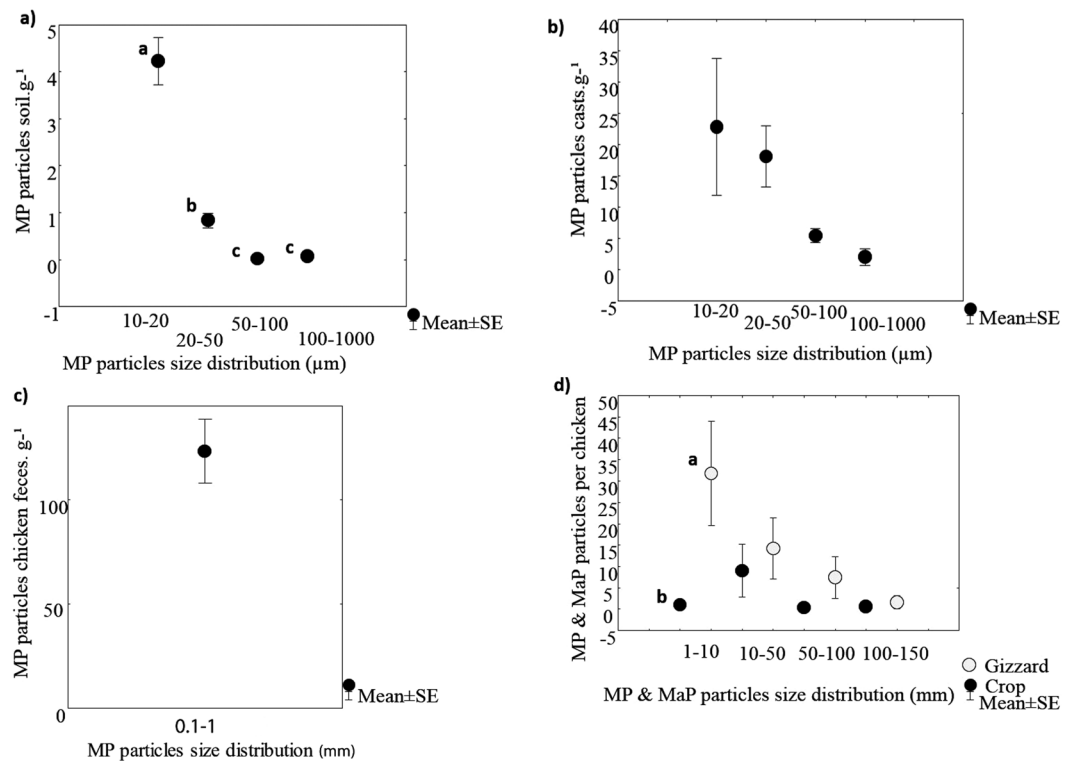 a)
MP particles soil.g-¹
5
4
3
2
1
0
-1
a
b
c
c
10-20
20-50
50-100
100-1000
Mean±SE
MP particles size distribution (µm)
b)
MP particles casts.g-¹
40
35
30
25
20
15
10
5
0
-5
10-20
20-50
50-100
100-1000
Mean±SE
MP particles size distribution (µm)
c)
MP particles chicken feces. g-¹
100
50
0
0.1-1
Mean±SE
MP particles size distribution (mm)
d)
MP & MaP particles per chicken
50
45
40
35
30
25
20
15
10
5
0
-5
a
b
1-10
10-50
50-100
100-150
Gizzard
Crop
Mean±SE
MP & MaP particles size distribution (mm)